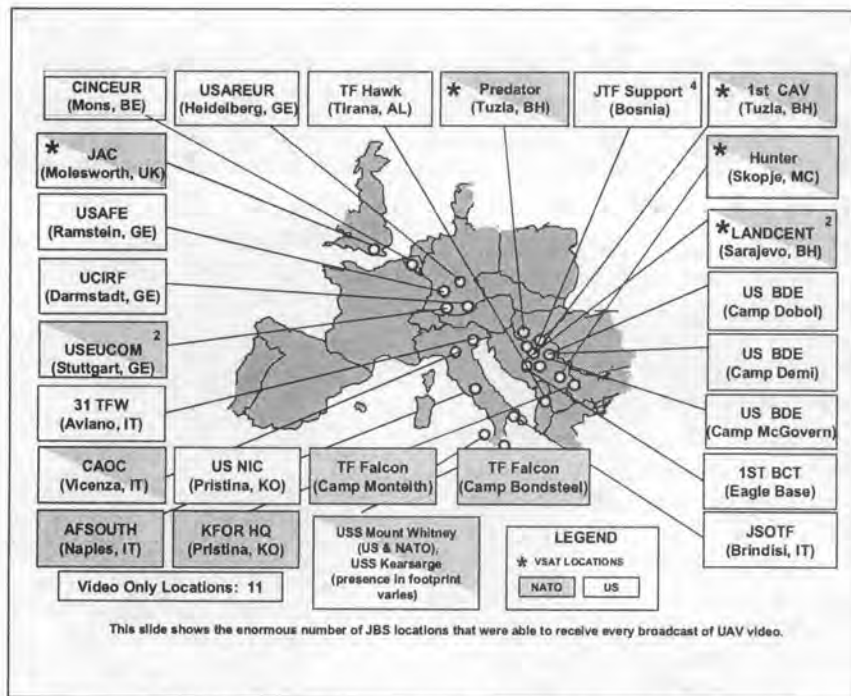 CINCEUR
(Mons, BE)
USAREUR
(Heidelberg, GE)
TF Hawk
(Tirana, AL)
* Predator
(Tuzla, BH)
JTF Support 4
(Bosnia)
* 1st CAV
(Tuzla, BH)
* JAC
(Molesworth, UK)
* Hunter
(Skopje, MC)
USAFE
(Ramstein, GE)
* LANDCENT 2
(Sarajevo, BH)
UCIRF
(Darmstadt, GE)
US BDE
(Camp Dobol)
USEUCOM 2
(Stuttgart, GE)
US BDE
(Camp Demi)
31 TFW
(Aviano, IT)
US BDE
(Camp McGovern)
CAOC
(Vicenza, IT)
US NIC
(Pristina, KO)
TF Falcon
(Camp Monteith)
TF Falcon
(Camp Bondsteel)
1ST BCT
(Eagle Base)
AFSOUTH
(Naples, IT)
KFOR HQ
(Pristina, KO)
USS Mount Whitney
(US & NATO),
USS Kearsarge
(presence in footprint
varies)
LEGEND
* VSAT LOCATIONS
NATO
US
JSOTF
(Brindisi, IT)
Video Only Locations: 11
This slide shows the enormous number of JBS locations that were able to receive every broadcast of UAV video.